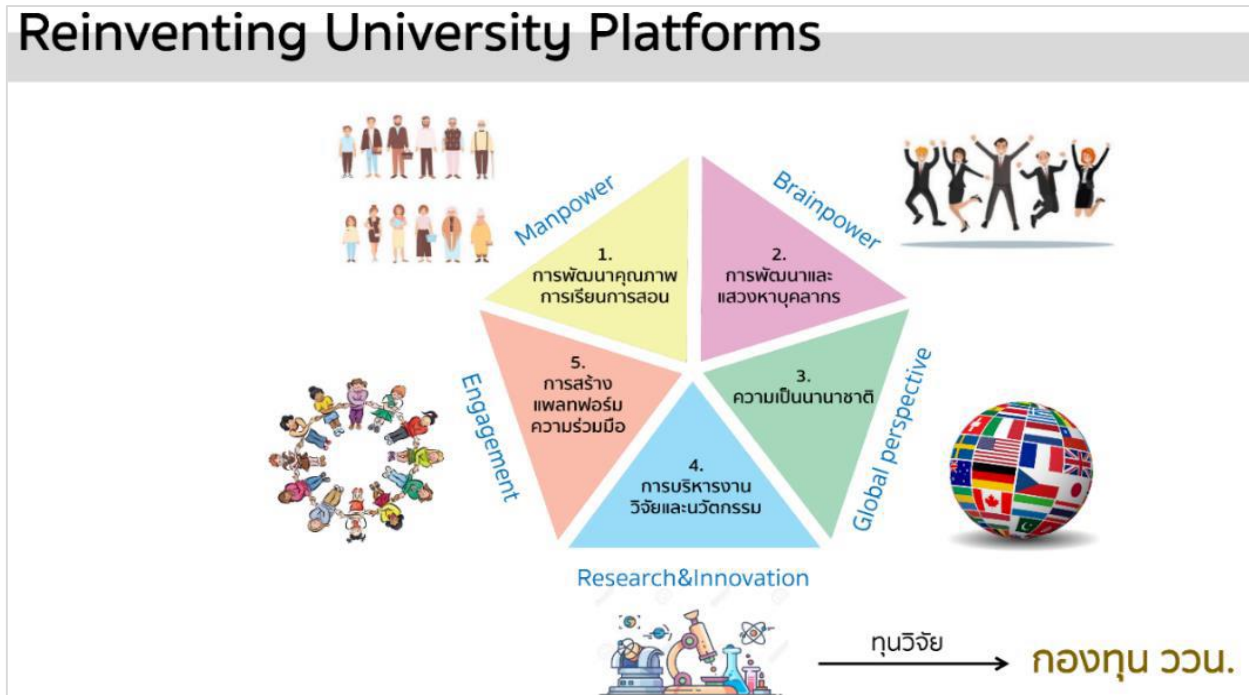 Reinventing University Platforms
Manpower
Brainpower
1.
การพัฒนาคุณภาพ
การเรียนการสอน
2.
การพัฒนาและ
แสวงหาบุคลากร
3.
ความเป็นนานาชาติ
Global perspective
4.
การบริหารงาน
วิจัยและนวัตกรรม
Research&Innovation
5.
การสร้าง
แพลทฟอร์ม
ความร่วมมือ
Engagement
ทุนวิจัย
กองทุน ววน.